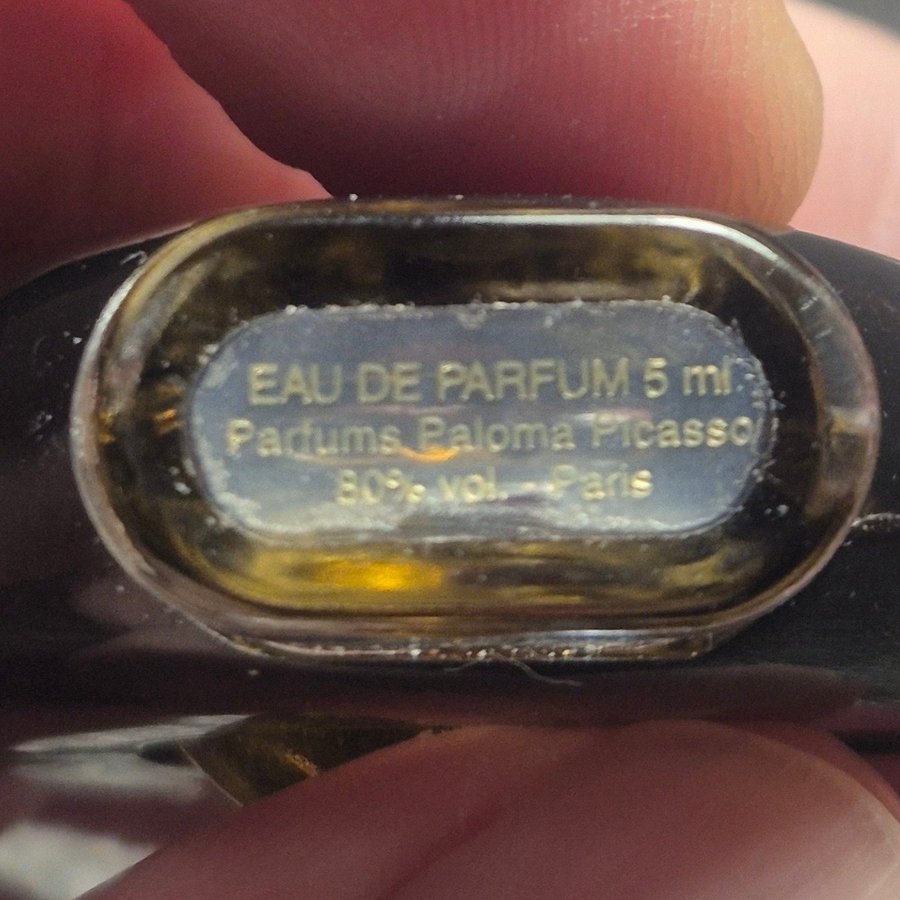 EAU DE PARFUM 5 ml
Parfums Paloma Picasso
80% vol. - Paris